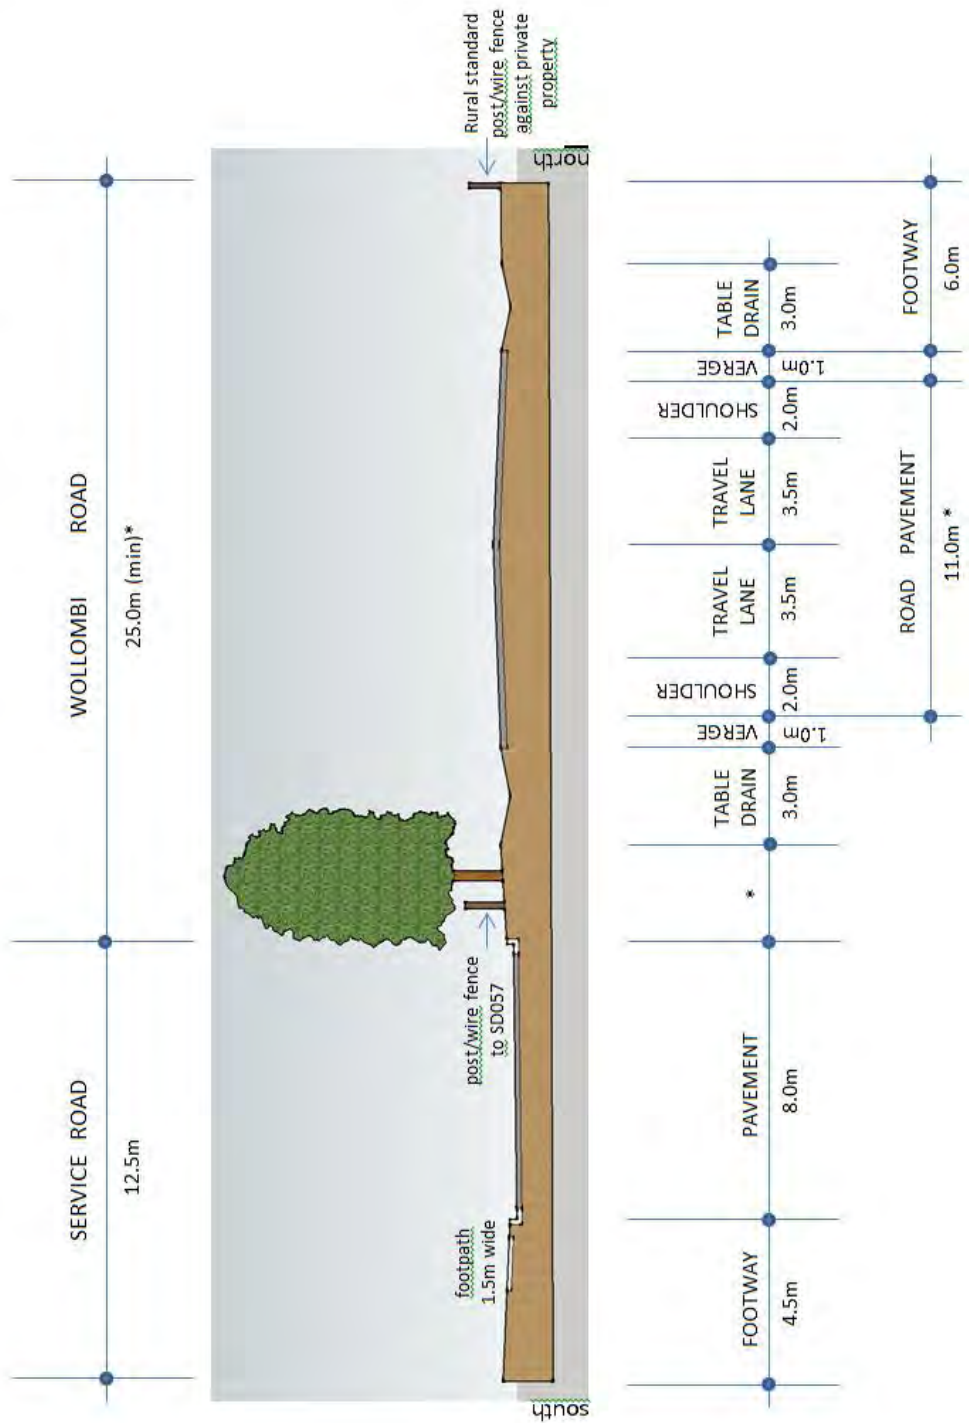 SERVICE ROAD
12.5m
WOLLOMBI ROAD
25.0m (min)*
footpath
1.5m wide
post/wire fence
to SD057
Rural standard
post/wire fence
against private
property
south
north
FOOTWAY
4.5m
PAVEMENT
8.0m
*
TABLE
DRAIN
3.0m
VERGE
1.0m
SHOULDER
2.0m
TRAVEL
LANE
3.5m
TRAVEL
LANE
3.5m
SHOULDER
2.0m
VERGE
1.0m
TABLE
DRAIN
3.0m
ROAD PAVEMENT
11.0m *
FOOTWAY
6.0m